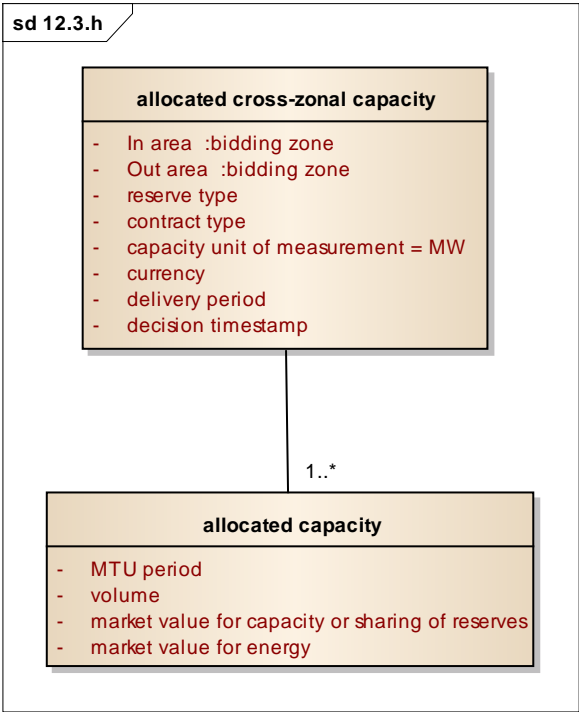 sd 12.3.h
allocated cross-zonal capacity
- In area :bidding zone
- Out area :bidding zone
- reserve type
- contract type
- capacity unit of measurement = MW
- currency
- delivery period
- decision timestamp
1..*
allocated capacity
- MTU period
- volume
- market value for capacity or sharing of reserves
- market value for energy